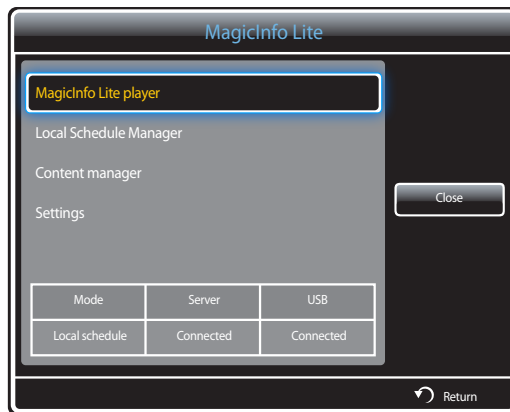 MagicInfo Lite
MagicInfo Lite player
Local Schedule Manager
Content manager
Settings
Close
Mode Server USB
Local schedule Connected Connected
Return